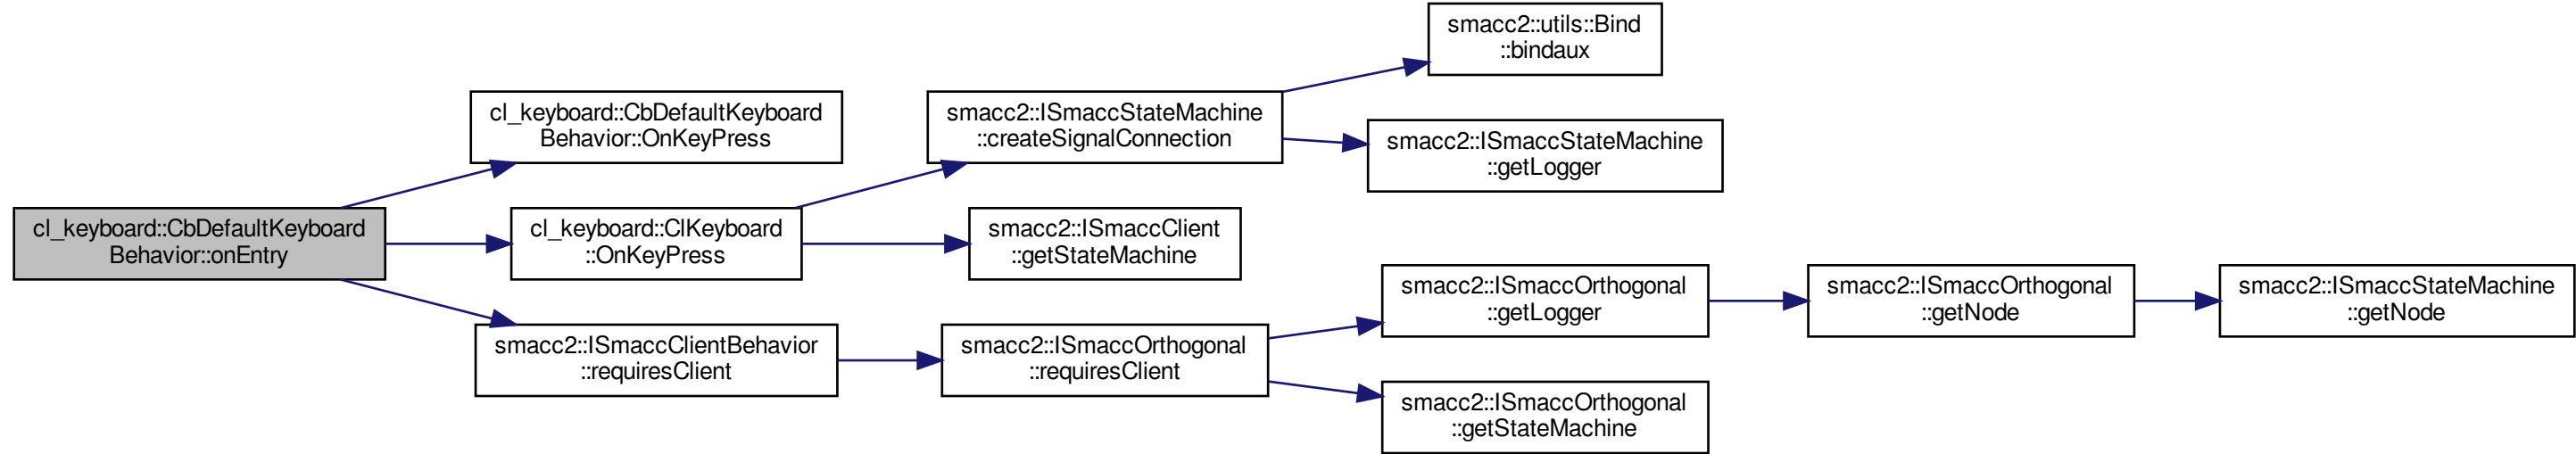 smacc2::utils::Bind
::bindaux
cl_keyboard::CbDefaultKeyboard
Behavior::OnKeyPress
smacc2::ISmaccStateMachine
::createSignalConnection
smacc2::ISmaccStateMachine
::getLogger
cl_keyboard::CbDefaultKeyboard
Behavior::onEntry
cl_keyboard::ClKeyboard
::OnKeyPress
smacc2::ISmaccClient
::getStateMachine
smacc2::ISmaccOrthogonal
::getLogger
smacc2::ISmaccOrthogonal
::getNode
smacc2::ISmaccStateMachine
::getNode
smacc2::ISmaccClientBehavior
::requiresClient
smacc2::ISmaccOrthogonal
::requiresClient
smacc2::ISmaccOrthogonal
::getStateMachine